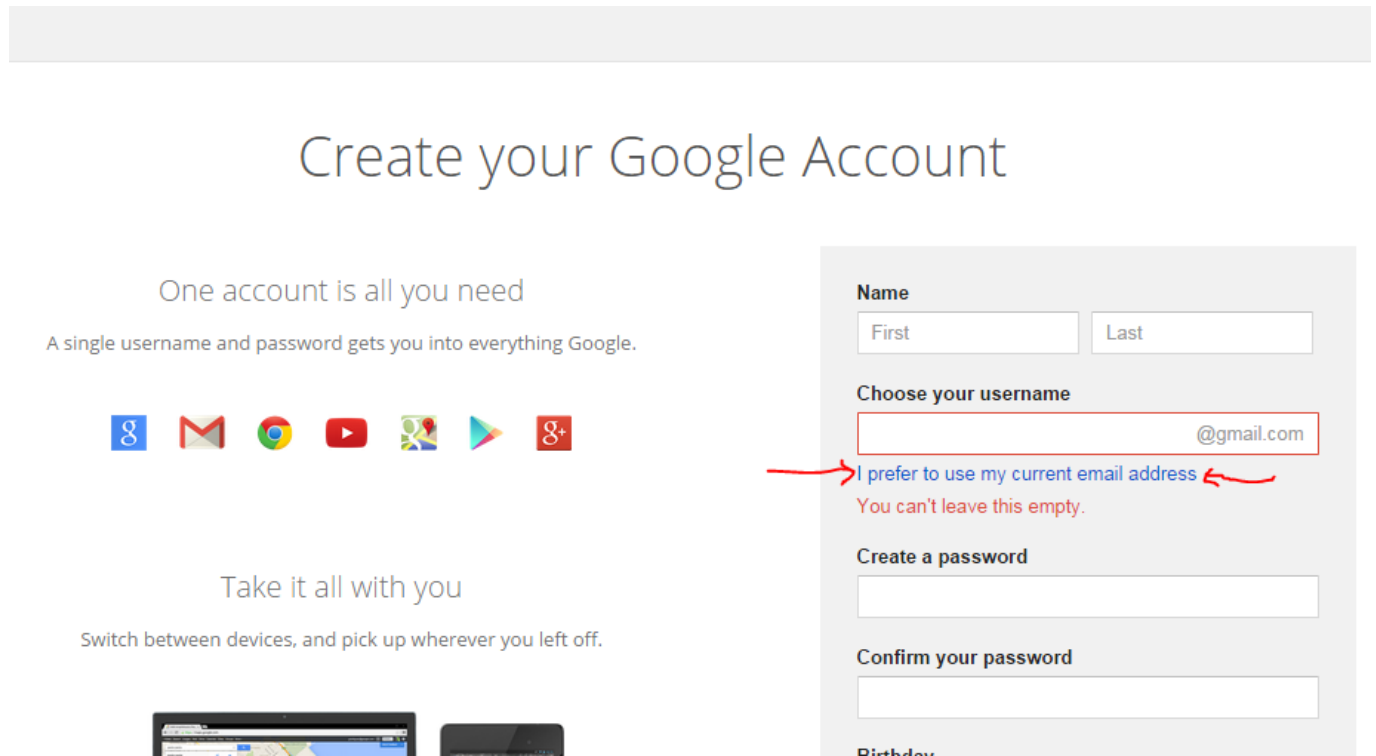 Create your Google Account
One account is all you need
A single username and password gets you into everything Google.
Take it all with you
Switch between devices, and pick up wherever you left off.
Name
First
Last
Choose your username
@gmail.com
I prefer to use my current email address
You can't leave this empty.
Create a password
Confirm your password
Birthday